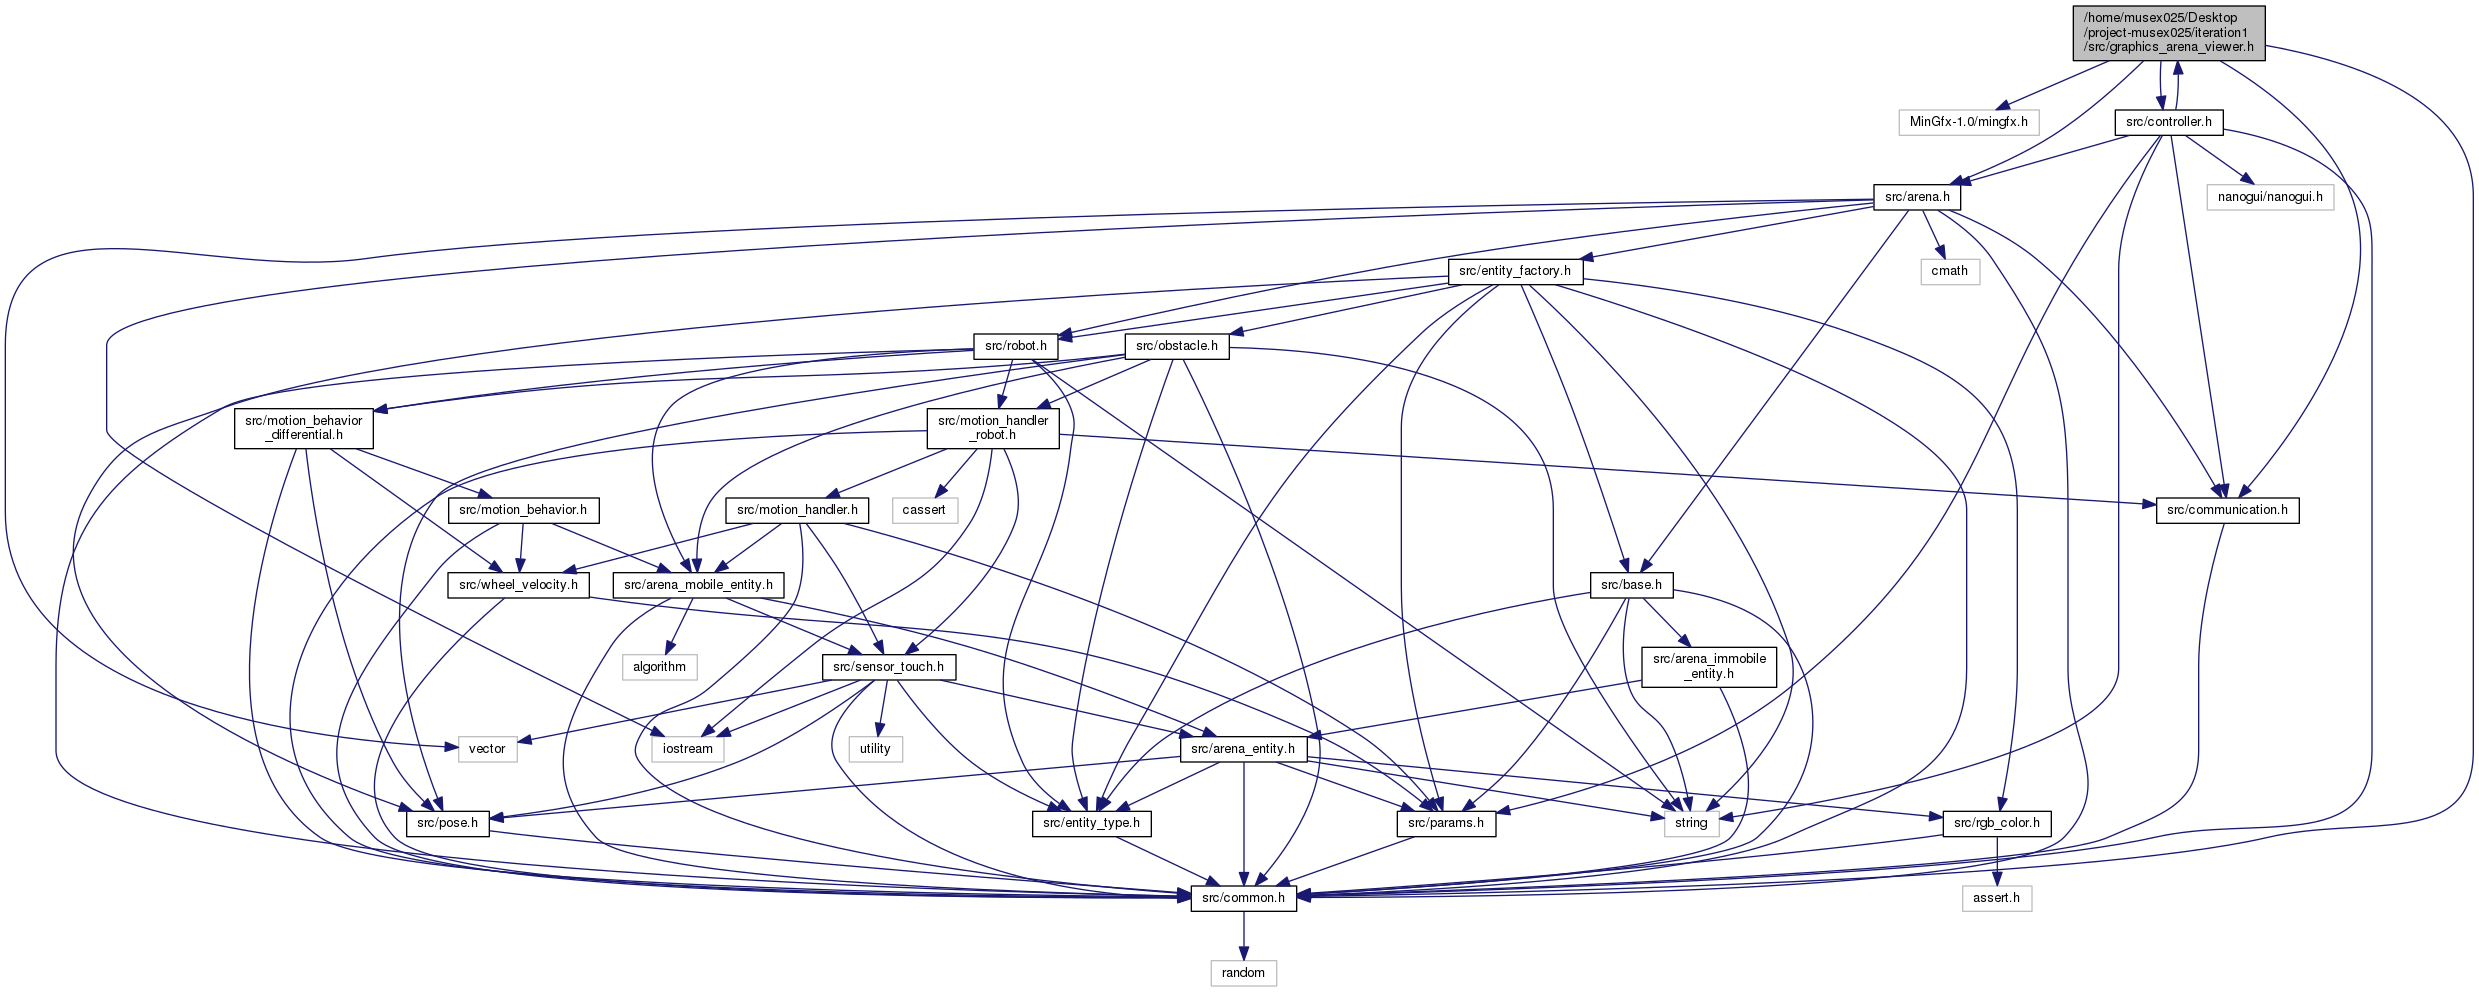 /home/musex025/Desktop
/project-musex025/iteration1
/src/graphics_arena_viewer.h
MinGfx-1.0/mingfx.h
src/controller.h
src/arena.h
nanogui/nanogui.h
src/entity_factory.h
cmath
src/robot.h
src/obstacle.h
src/motion_behavior
_differential.h
src/motion_handler
_robot.h
src/motion_behavior.h
src/motion_handler.h
cassert
src/communication.h
src/wheel_velocity.h
src/arena_mobile_entity.h
src/base.h
algorithm
src/sensor_touch.h
src/arena_immobile
_entity.h
vector
iostream
utility
src/arena_entity.h
src/pose.h
src/entity_type.h
src/params.h
string
src/rgb_color.h
src/common.h
assert.h
random